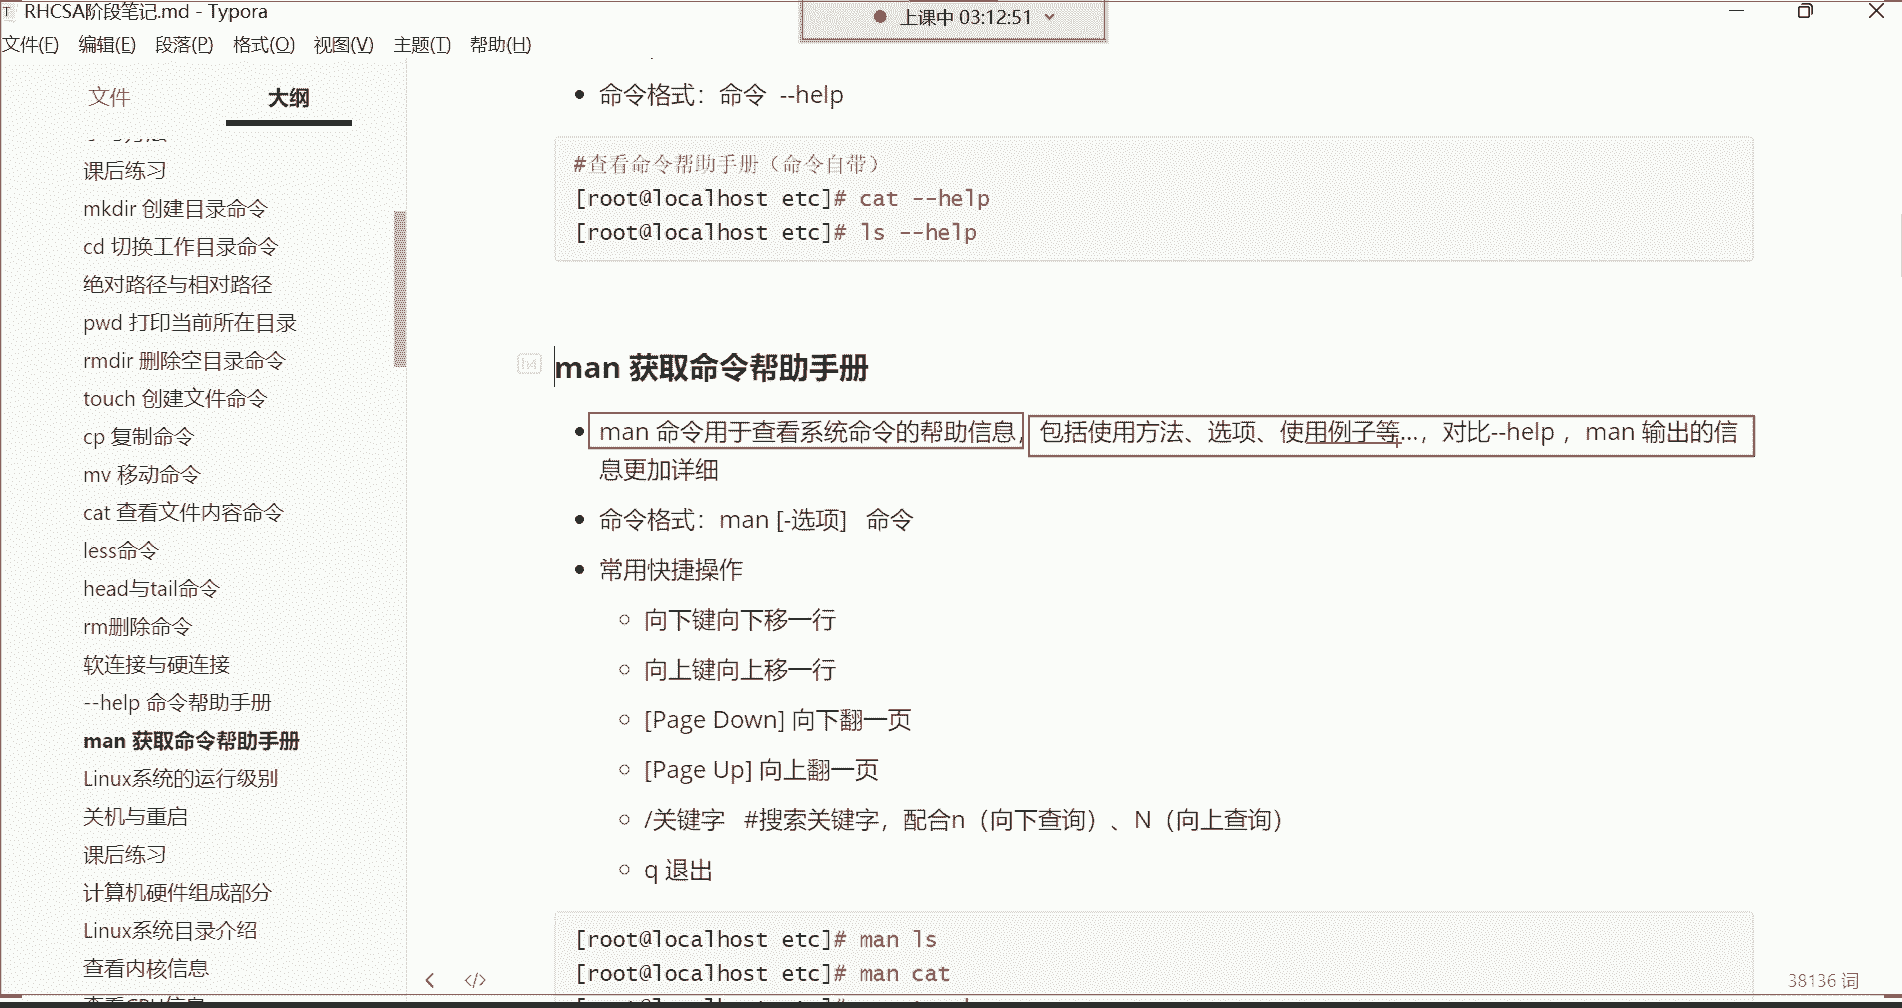 RHCSA阶段笔记.md - Typora
上课中 03:12:51
文件(F) 编辑(E) 段落(P) 格式(O) 视图(V) 主题(T) 帮助(H)
文件 大纲
课后练习
mkdir 创建目录命令
cd 切换工作目录命令
绝对路径与相对路径
pwd 打印当前所在目录
rmdir 删除空目录命令
touch 创建文件命令
cp 复制命令
mv 移动命令
cat 查看文件内容命令
less命令
head与tail命令
rm删除命令
软连接与硬连接
--help 命令帮助手册
man 获取命令帮助手册
Linux系统的运行级别
关机与重启
课后练习
计算机硬件组成部分
Linux系统目录介绍
查看内核信息
命令格式：命令 --help
#查看命令帮助手册（命令自带）
[root@localhost etc]# cat --help
[root@localhost etc]# ls --help
h4
man 获取命令帮助手册
man 命令用于查看系统命令的帮助信息，包括使用方法、选项、使用例子等...，对比--help ，man 输出的信
息更加详细
命令格式：man [-选项] 命令
常用快捷操作
向下键向下移一行
向上键向上移一行
[Page Down] 向下翻一页
[Page Up] 向上翻一页
/关键字 #搜索关键字，配合n（向下查询）、N（向上查询）
q 退出
[root@localhost etc]# man ls
[root@localhost etc]# man cat
38136 词